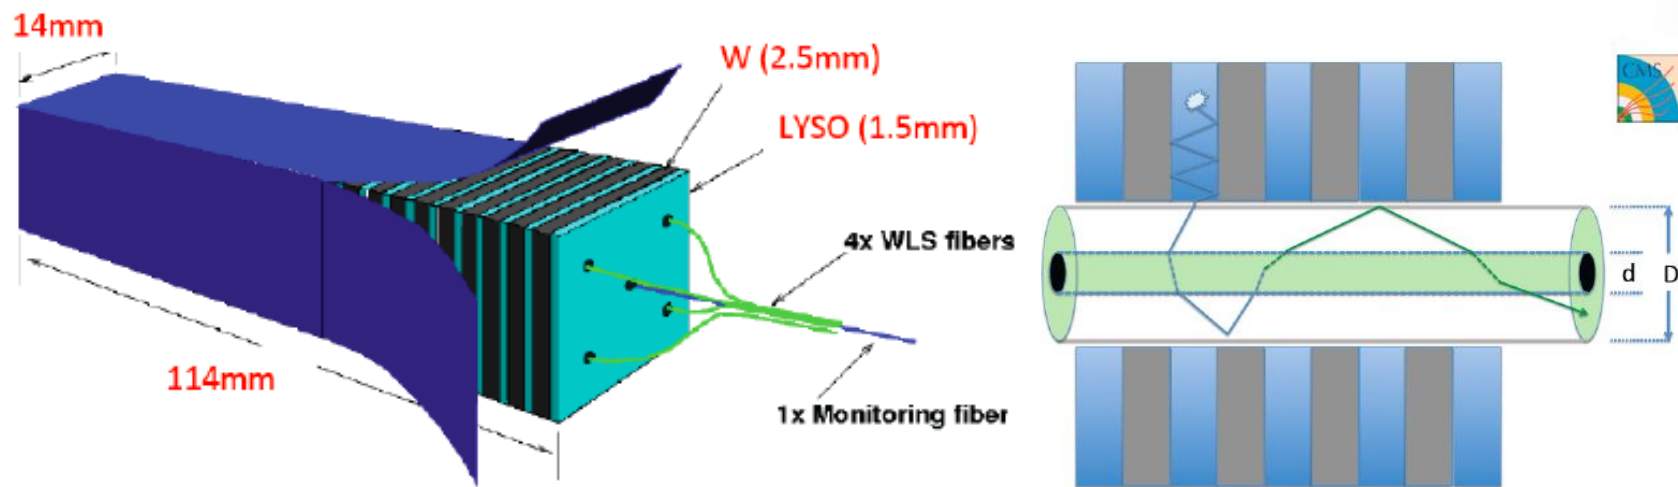 14mm
W (2.5mm)
LYSO (1.5mm)
4x WLS fibers
114mm
1x Monitoring fiber
CMS
d
D